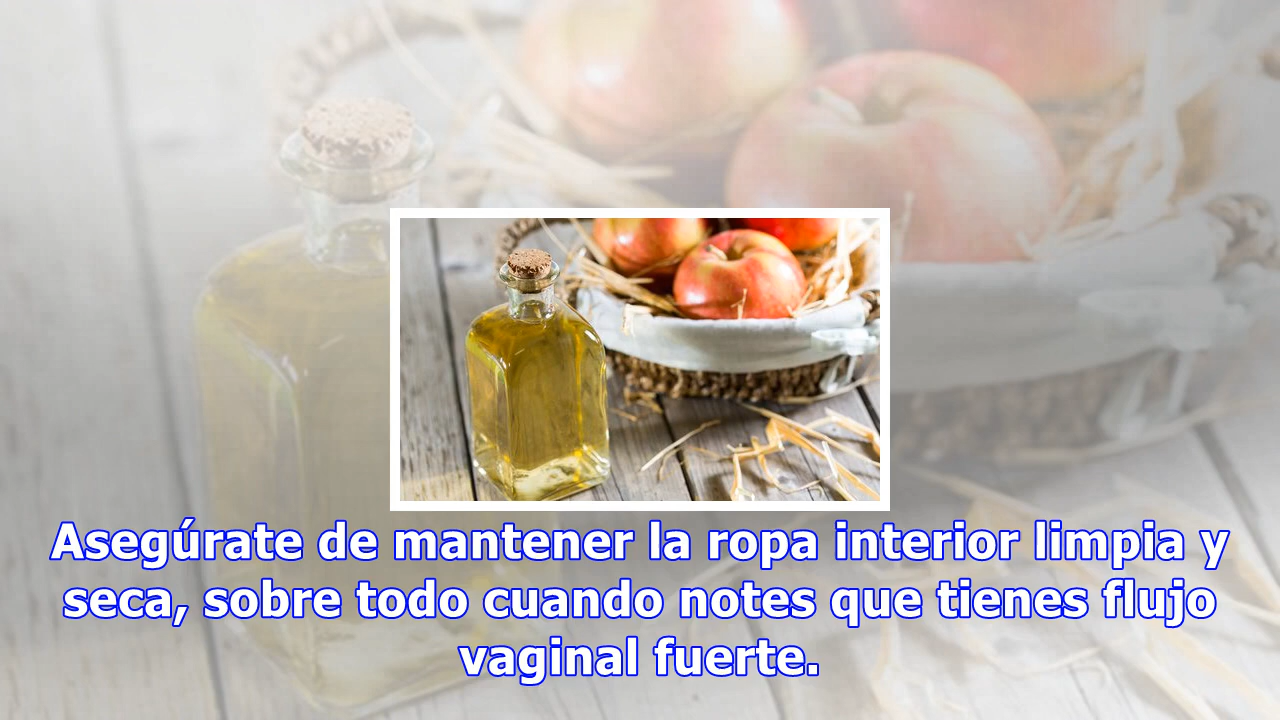 Asegúrate de mantener la ropa interior limpia y
seca, sobre todo cuando notes que tienes flujo
vaginal fuerte.